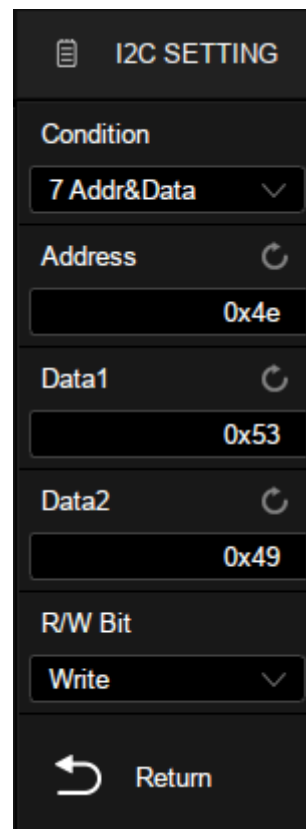 I2C SETTING
Condition
7 Addr&Data
Address
0x4e
Data1
0x53
Data2
0x49
R/W Bit
Write
Return